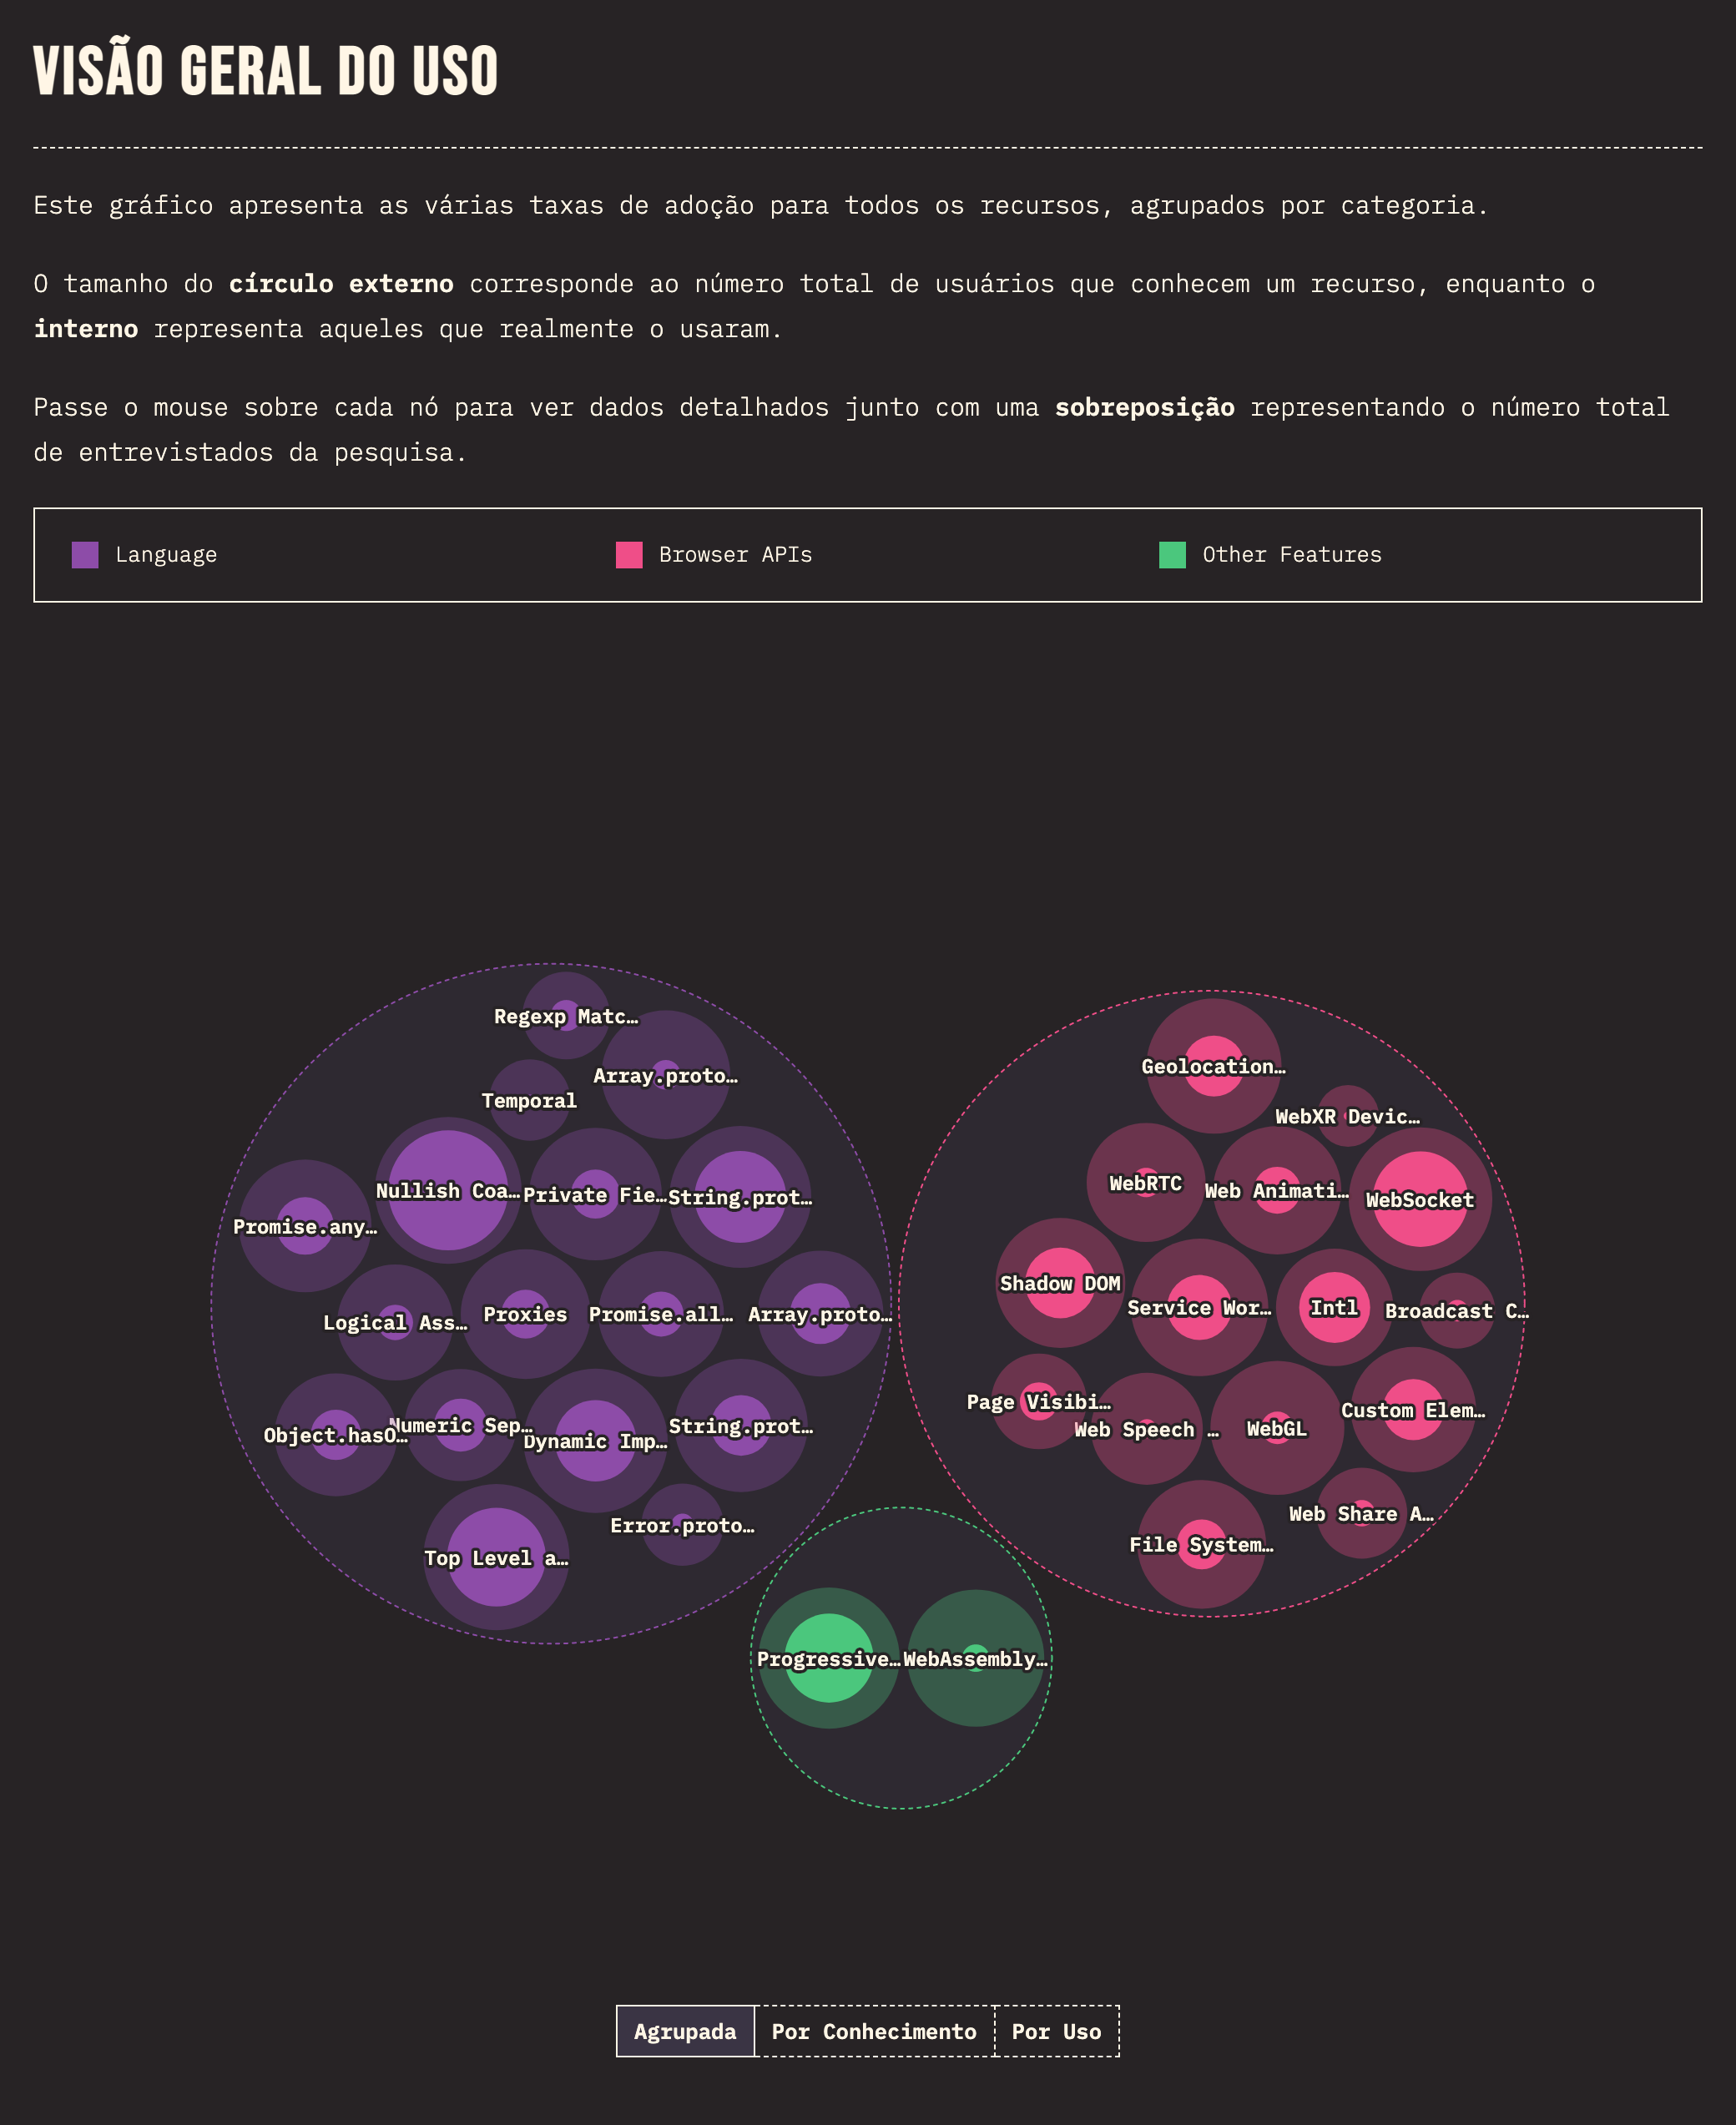 VISÃO GERAL DO USO
Este gráfico apresenta as várias taxas de adoção para todos os recursos, agrupados por categoria.
O tamanho do círculo externo corresponde ao número total de usuários que conhecem um recurso, enquanto o
interno representa aqueles que realmente o usaram.
Passe o mouse sobre cada nó para ver dados detalhados junto com uma sobreposição representando o número total
de entrevistados da pesquisa.
Language
Browser APIs
Other Features
Regexp Matc…
Array.proto…
Temporal
Nullish Coa…
Private Fie…
String.prot…
Promise.any…
Logical Ass…
Proxies
Promise.all…
Array.proto…
Object.hasO…
Numeric Sep…
Dynamic Imp…
String.prot…
Top Level a…
Error.proto…
Geolocation…
WebXR Devic…
WebRTC
Web Animati…
WebSocket
Shadow DOM
Service Wor…
Intl
Broadcast C…
Page Visibi…
Web Speech …
WebGL
Custom Elem…
File System…
Web Share A…
Progressive…
WebAssembly…
Agrupada
Por Conhecimento
Por Uso